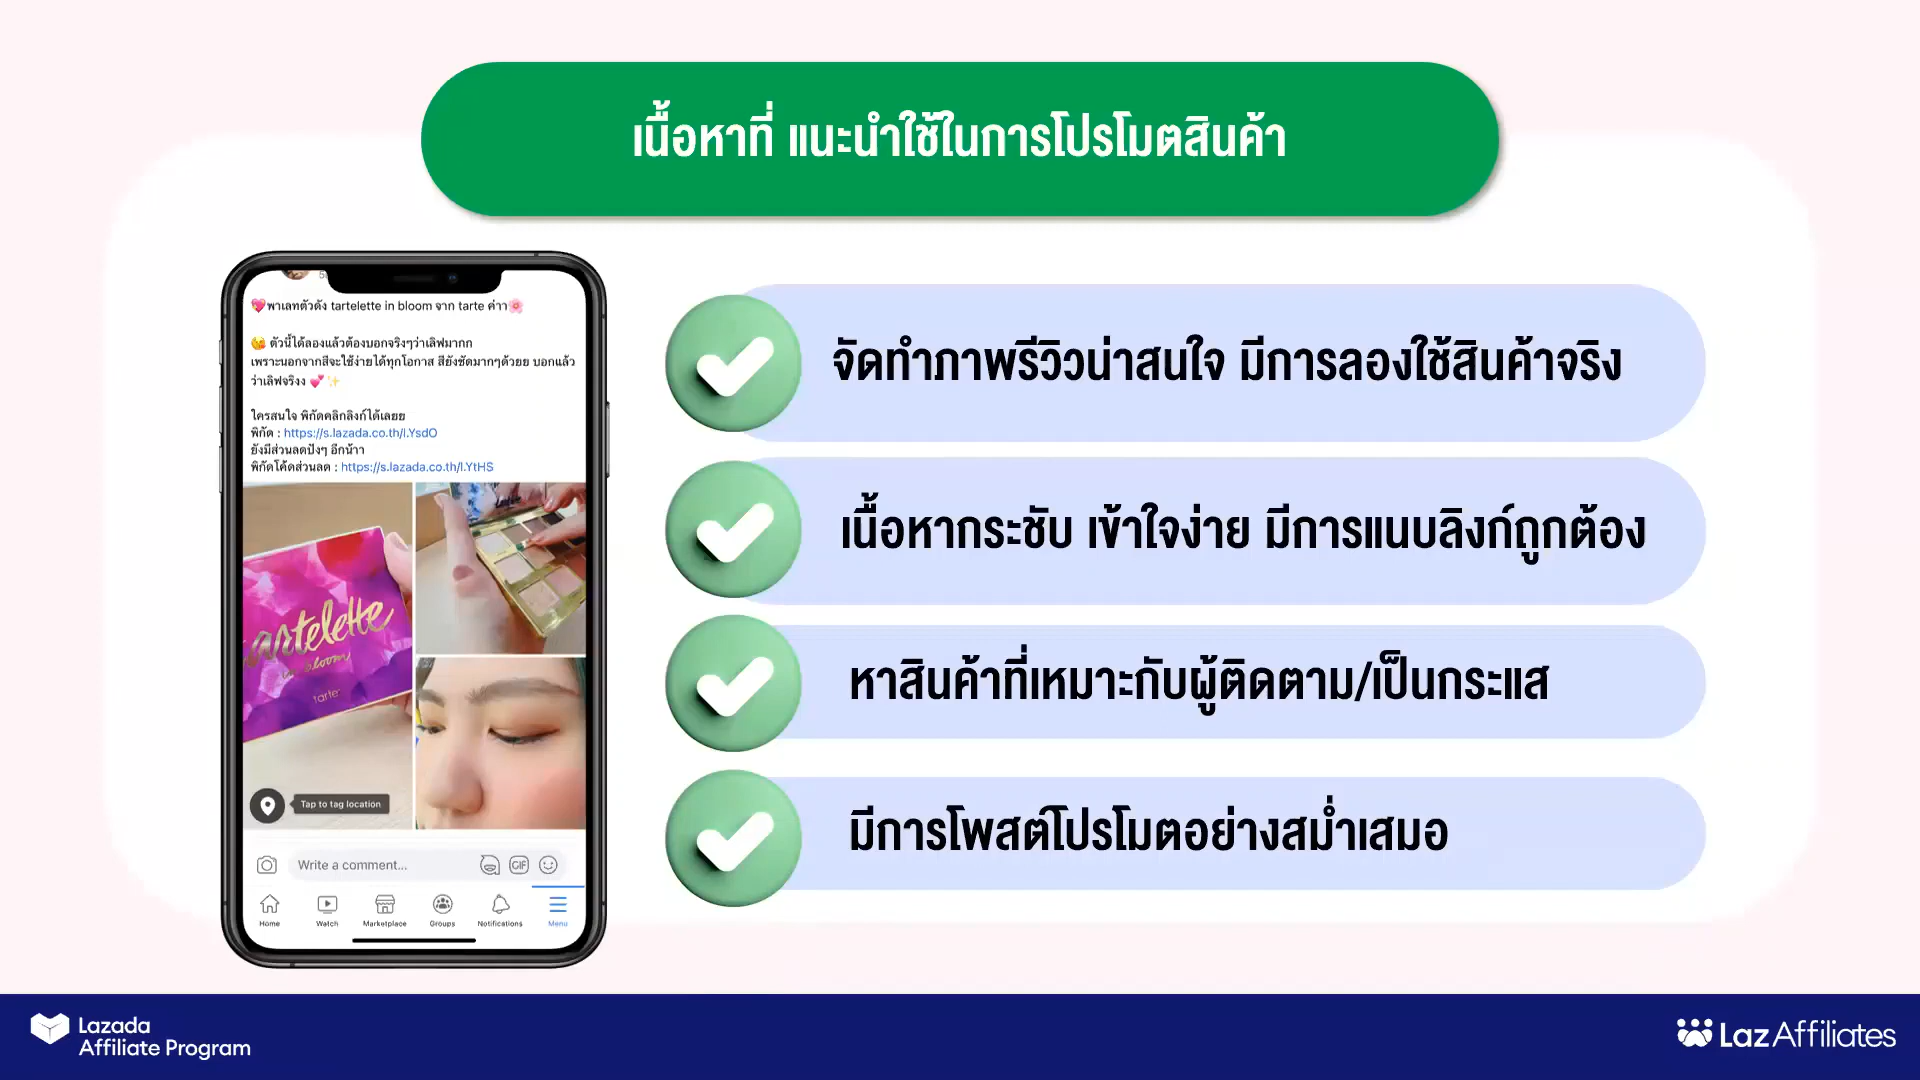 เนื้อหาที่ แนะนำใช้ในการโปรโมตสินค้า
💖พาเลทตัวดัง tartelette in bloom จาก tarte ค่าา🌸
😘 ตัวนี้ได้ลองแล้วต้องบอกจริงๆว่าเลิฟมากก
เพราะนอกจากสีจะใช้ง่ายได้ทุกโอกาส สียังชัดมากๆด้วยย บอกแล้ว
ว่าเลิฟจริงง 💕✨
ใครสนใจ พิกัดคลิกลิงก์ได้เลยย
พิกัด : https://s.lazada.co.th/l.YsdO
ยังมีส่วนลดปังๆ อีกน้าา
พิกัดโค้ดส่วนลด : https://s.lazada.co.th/l.YtHS
artelette
in bloom
tarte
Tap to tag location
Write a comment...
GIF
Home Watch Marketplace Groups Notifications Menu
จัดทำภาพรีวิวน่าสนใจ มีการลองใช้สินค้าจริง
เนื้อหากระชับ เข้าใจง่าย มีการแนบลิงก์ถูกต้อง
หาสินค้าที่เหมาะกับผู้ติดตาม/เป็นกระแส
มีการโพสต์โปรโมตอย่างสม่ำเสมอ
Lazada
Affiliate Program
LazAffiliates